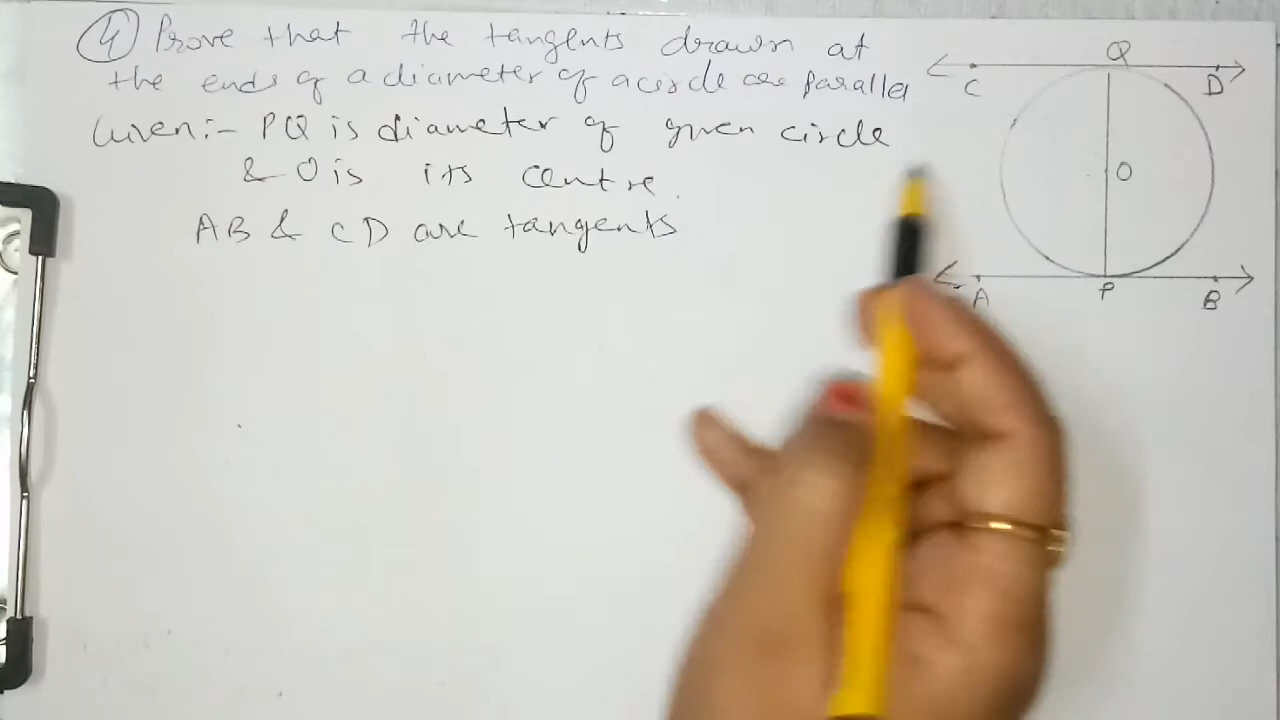 4 Prove that the tangents drawn at
the ends of a diameter of a circle are parallel
Given:- PQ is diameter of given circle
& O is its centre.
AB & CD are tangents
Q
C D
O
A P B